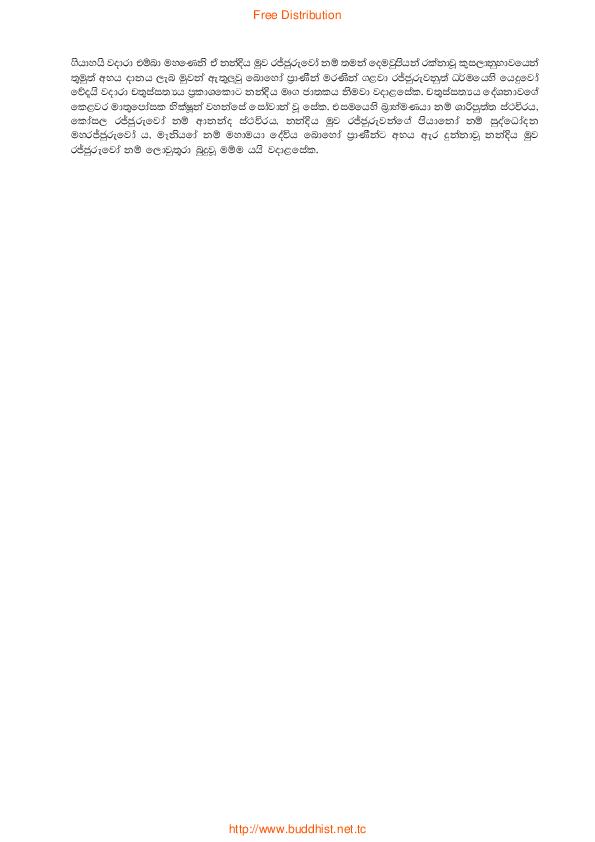 Free Distribution
ගියාහයි වදාරා එම්බා මහණෙනි ඒ නන්දිය මුව රජ්ජුරුවෝ නම් තමන් දෙමවුපියන් රක්නාවූ කුසලානුභාවයෙන්
තුමුත් අභය දානය ලැබ මුවන් ඇතුලුවූ බොහෝ ප්‍රාණීන් මරණින් ගළවා රජ්ජුරුවනුත් ධර්මයෙහි යෙදුවෝ
වේදයි වදාරා චතුස්සත්‍යය ප්‍රකාශකොට නන්දිය මෘග ජාතකය නිමවා වදාළසේක. චතුස්සත්‍යය දේශනාවගේ
කෙළවර මාතුපෝසක භික්ෂූන් වහන්සේ සෝවාන් වූ සේක. එසමයෙහි බ්‍රාහ්මණයා නම් ශාරිපුත්ත ස්ථවිරය,
කෝසල රජ්ජුරුවෝ නම් ආනන්ද ස්ථවිරය, නන්දිය මුව රජ්ජුරුවන්ගේ පියානෝ නම් සුද්ධෝදන
මහරජ්ජුරුවෝ ය, මෑනියෝ නම් මහාමයා දේවිය බොහෝ ප්‍රාණීන්ට අභය ඇර දුන්නාවූ නන්දිය මුව
රජ්ජුරුවෝ නම් ලොවුතුරා බුදුවූ මම්ම යයි වදාළසේක.
http://www.buddhist.net.tc